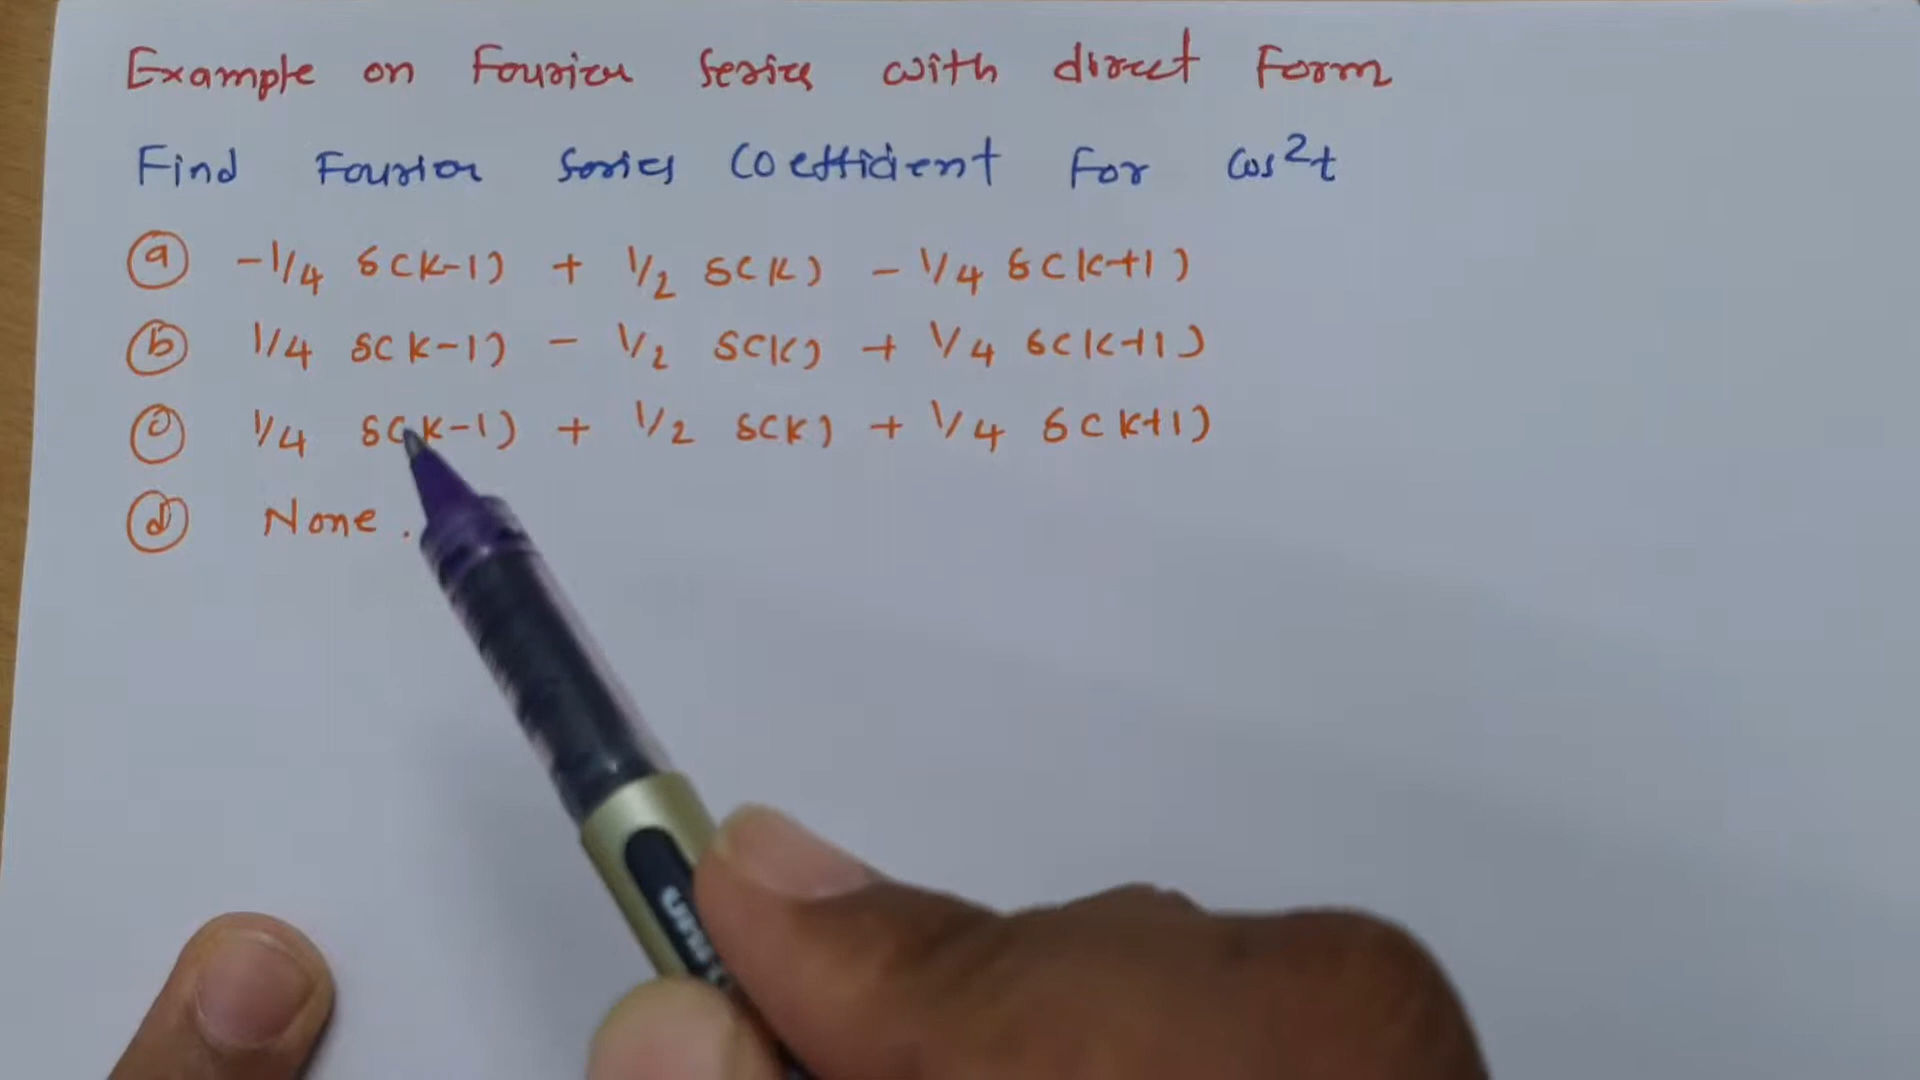 Example on Fourier Series with direct Form
Find Fourier Series Coefficient For Cos²t
(a) -1/4 δ(k-1) + 1/2 δ(k) - 1/4 δ(k+1)
(b) 1/4 δ(k-1) - 1/2 δ(k) + 1/4 δ(k+1)
(c) 1/4 δ(k-1) + 1/2 δ(k) + 1/4 δ(k+1)
(d) None.